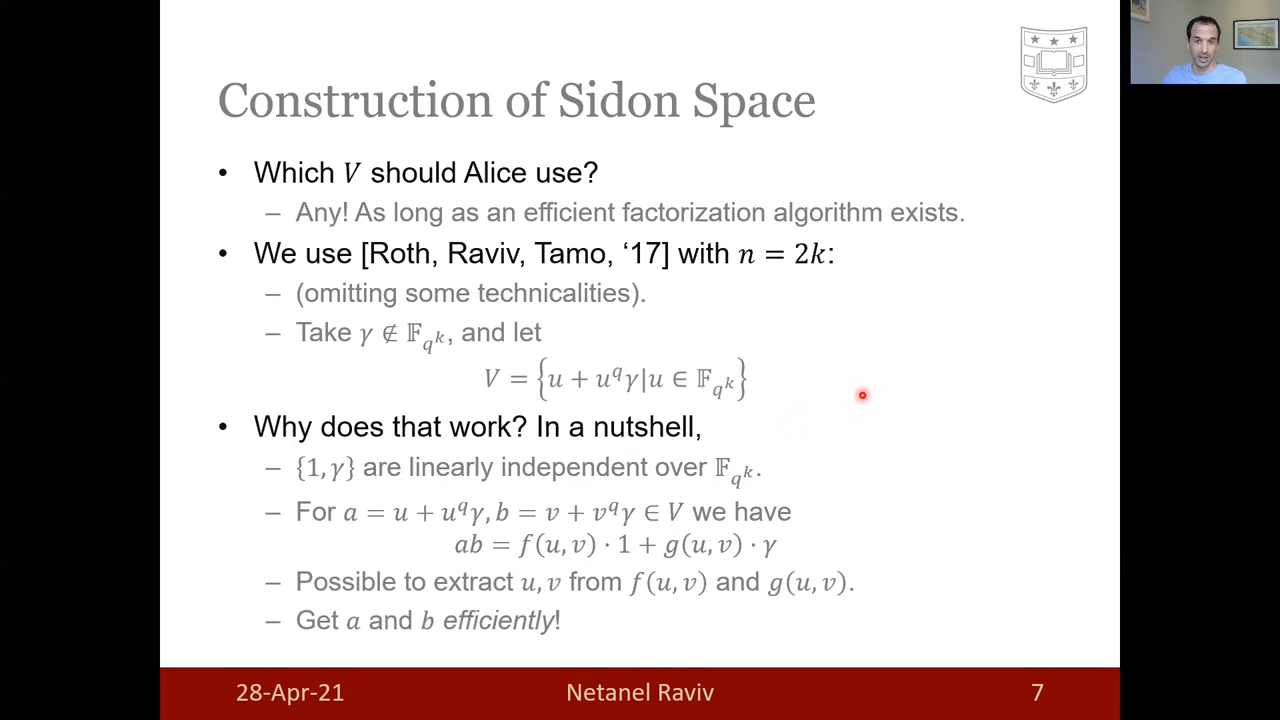 Construction of Sidon Space
• Which 𝑉 should Alice use?
– Any! As long as an efficient factorization algorithm exists.
• We use [Roth, Raviv, Tamo, ‘17] with 𝑛 = 2𝑘:
– (omitting some technicalities).
– Take 𝛾 ∉ 𝔽_{𝑞^𝑘}, and let
𝑉 = {𝑢 + 𝑢^𝑞𝛾|𝑢 ∈ 𝔽_{𝑞^𝑘}}
• Why does that work? In a nutshell,
– {1, 𝛾} are linearly independent over 𝔽_{𝑞^𝑘}.
– For 𝑎 = 𝑢 + 𝑢^𝑞𝛾, 𝑏 = 𝑣 + 𝑣^𝑞𝛾 ∈ 𝑉 we have
𝑎𝑏 = 𝑓(𝑢, 𝑣) · 1 + 𝑔(𝑢, 𝑣) · 𝛾
– Possible to extract 𝑢, 𝑣 from 𝑓(𝑢, 𝑣) and 𝑔(𝑢, 𝑣).
– Get 𝑎 and 𝑏 efficiently!
28-Apr-21 Netanel Raviv 7